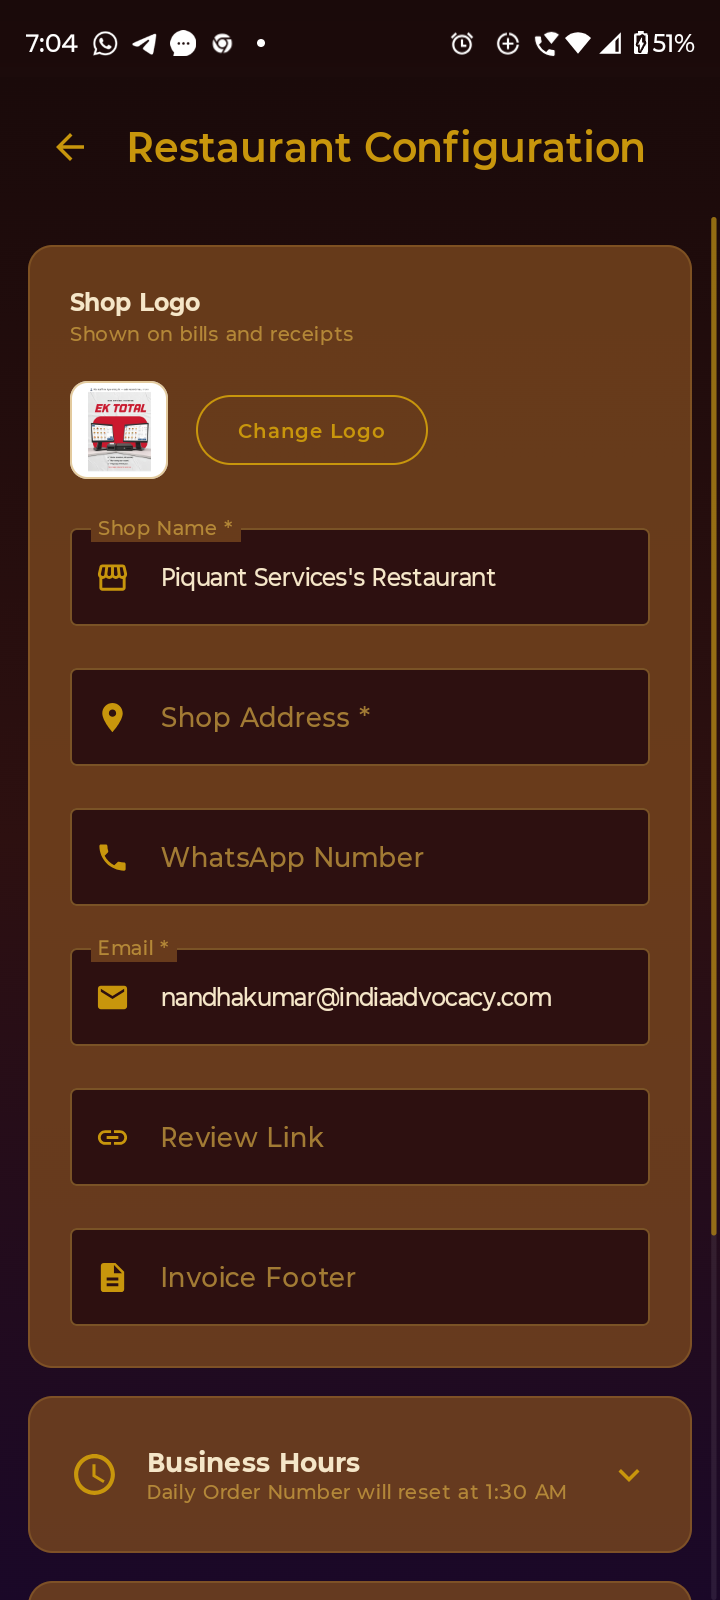 7:04
51%
Restaurant Configuration
Shop Logo
Shown on bills and receipts
EK TOTAL
Change Logo
Shop Name *
Piquant Services's Restaurant
Shop Address *
WhatsApp Number
Email *
nandhakumar@indiaadvocacy.com
Review Link
Invoice Footer
Business Hours
Daily Order Number will reset at 1:30 AM